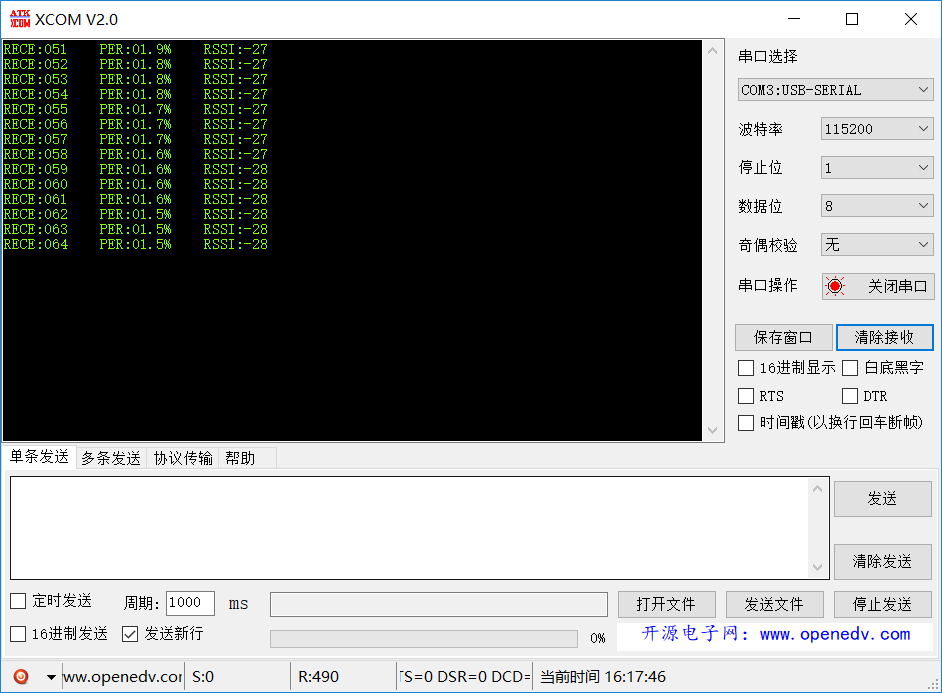 ATK XCOM XCOM V2.0
RECE:051 PER:01.9% RSSI:-27
RECE:052 PER:01.8% RSSI:-27
RECE:053 PER:01.8% RSSI:-27
RECE:054 PER:01.8% RSSI:-27
RECE:055 PER:01.7% RSSI:-27
RECE:056 PER:01.7% RSSI:-27
RECE:057 PER:01.7% RSSI:-27
RECE:058 PER:01.6% RSSI:-27
RECE:059 PER:01.6% RSSI:-28
RECE:060 PER:01.6% RSSI:-28
RECE:061 PER:01.6% RSSI:-28
RECE:062 PER:01.5% RSSI:-28
RECE:063 PER:01.5% RSSI:-28
RECE:064 PER:01.5% RSSI:-28
串口选择
COM3:USB-SERIAL
波特率 115200
停止位 1
数据位 8
奇偶校验 无
串口操作 关闭串口
保存窗口 清除接收
16进制显示 白底黑字
RTS DTR
时间戳(以换行回车断帧)
单条发送 多条发送 协议传输 帮助
发送
清除发送
定时发送 周期: 1000 ms 打开文件 发送文件 停止发送
16进制发送 发送新行 0% 开源电子网：www.openedv.com
ww.openedv.cor S:0 R:490 TS=0 DSR=0 DCD= 当前时间 16:17:46